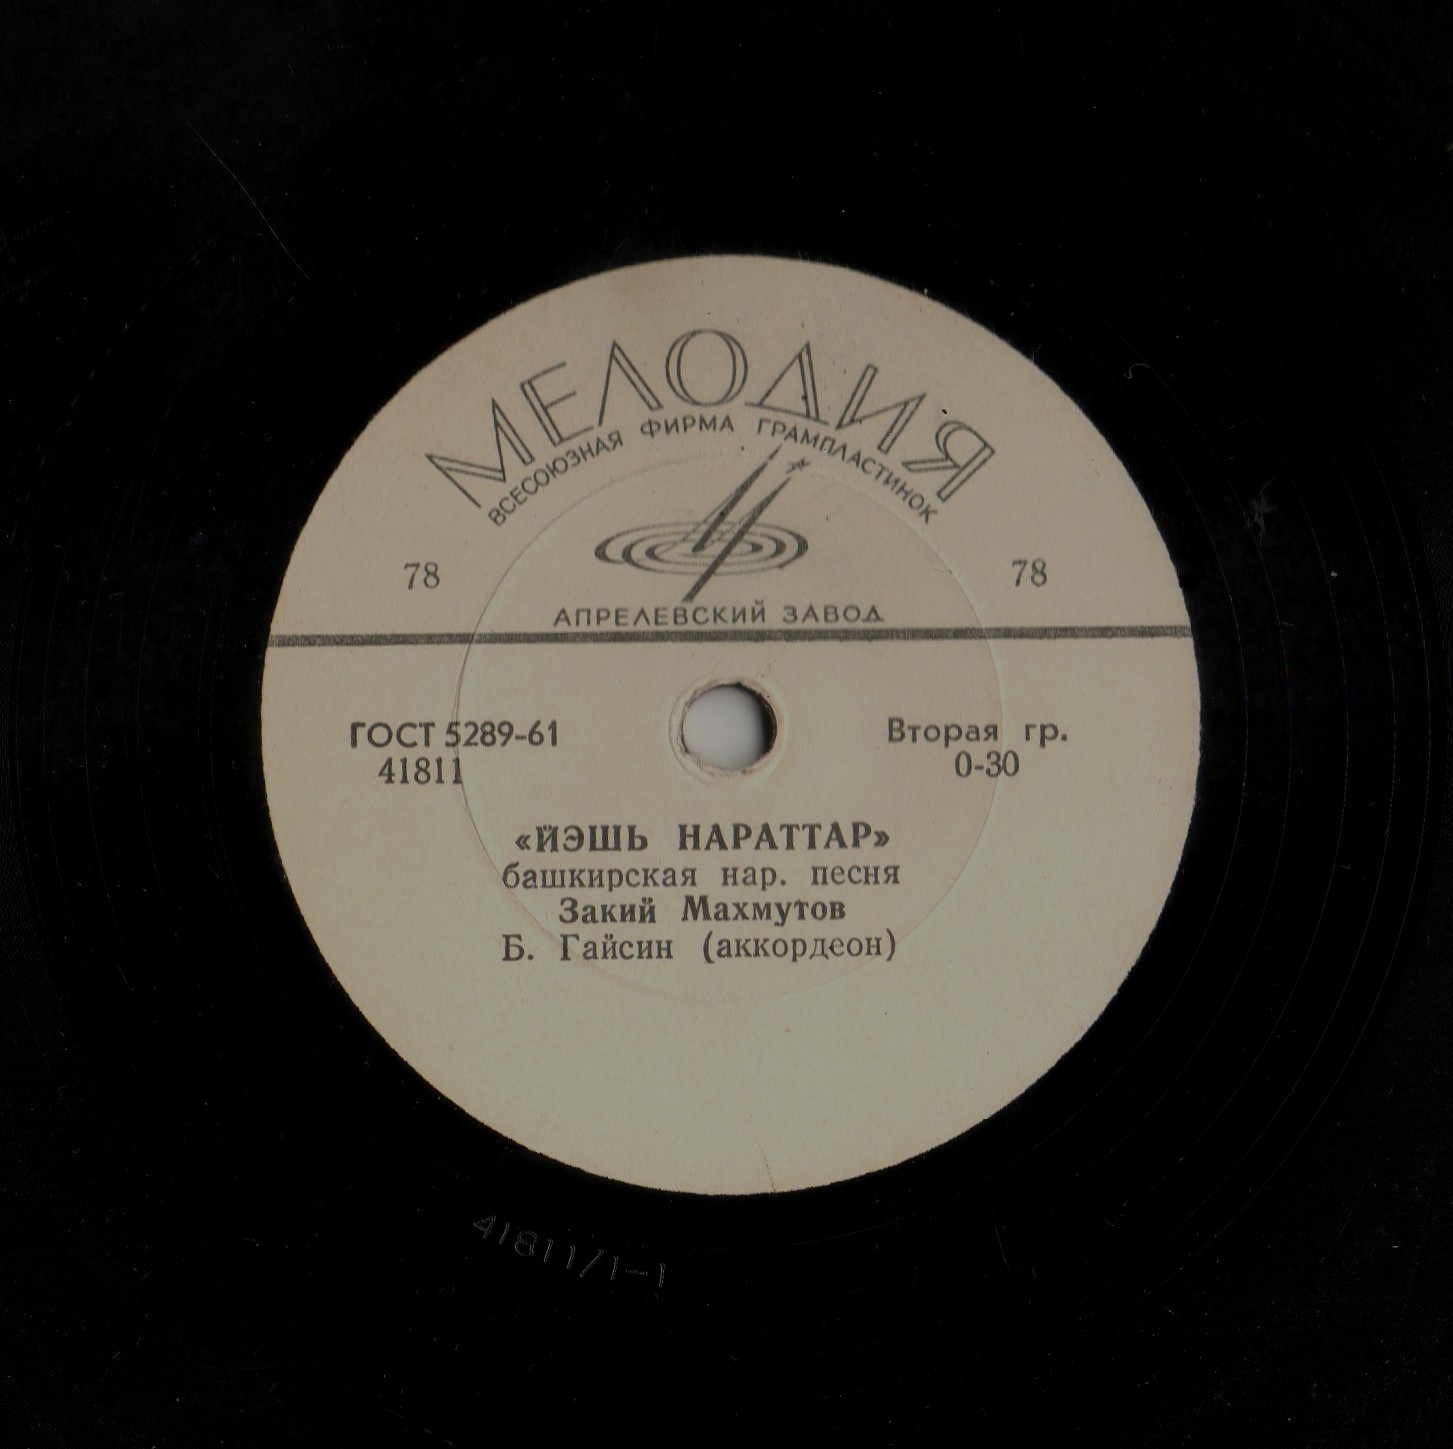 МЕЛОДИЯ
ВСЕСОЮЗНАЯ ФИРМА ГРАМПЛАСТИНОК
78
78
АПРЕЛЕВСКИЙ ЗАВОД
ГОСТ 5289-61
Вторая гр.
41811
0-30
«ЙЭШЬ НАРАТТАР»
башкирская нар. песня
Закий Махмутов
Б. Гайсин (аккордеон)
41811/1-1